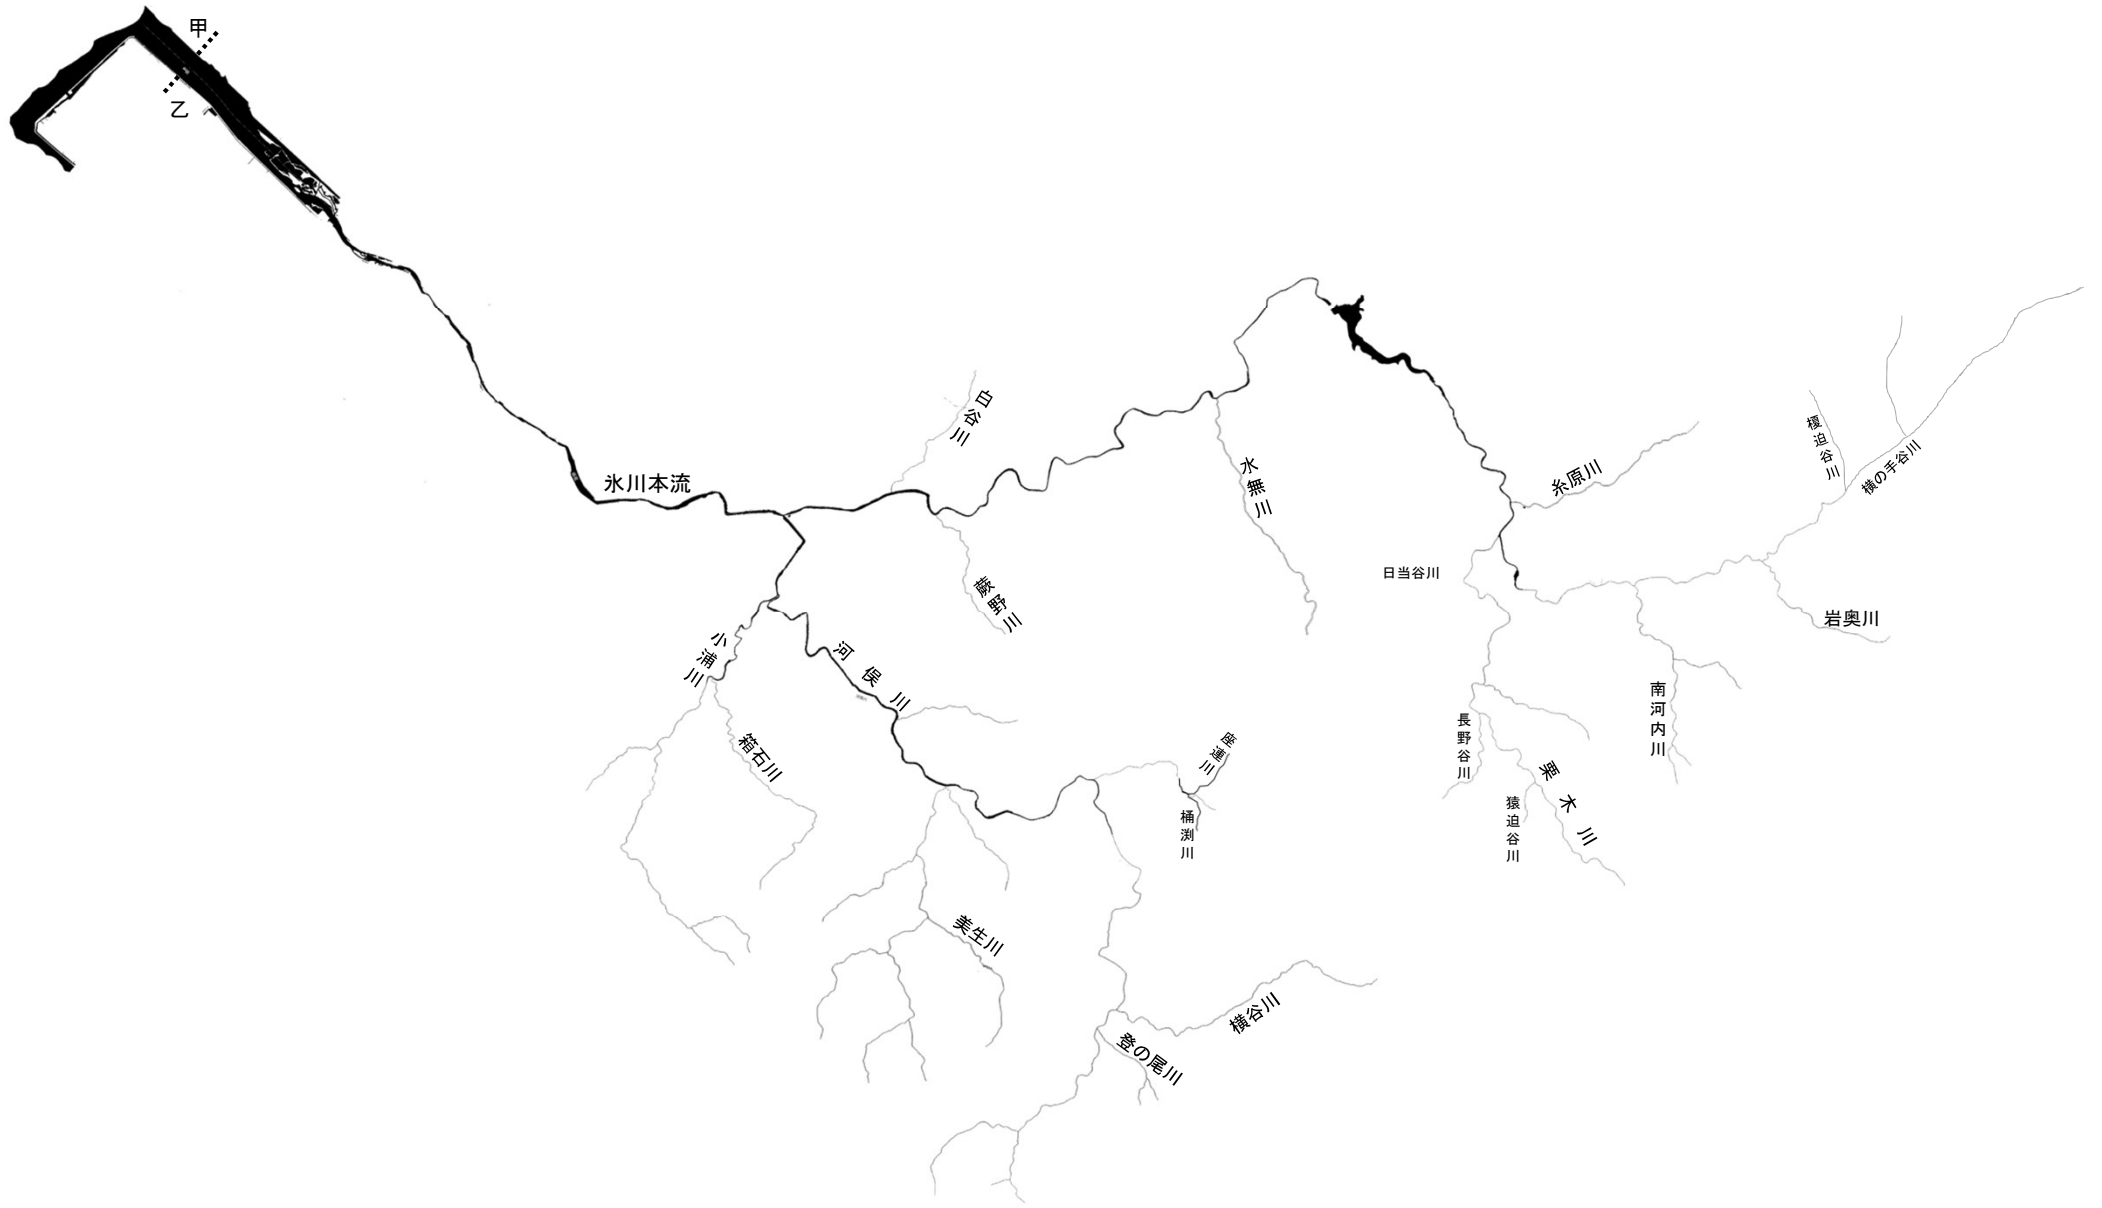 甲
乙
氷川本流
白谷川
蕨野川
水無川
糸原川
榎迫谷川
横の手谷川
日当谷川
岩奥川
小浦川
河俣川
箱石川
座連川
桶渕川
長野谷川
栗木川
猿迫谷川
南河内川
美生川
横谷川
登の尾川